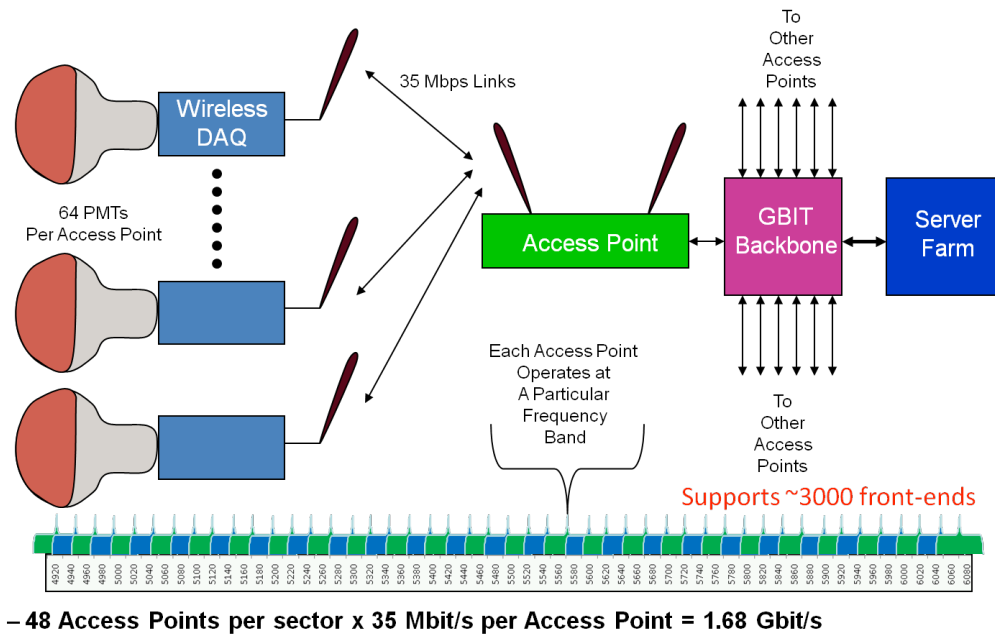 To
Other
Access
Points
35 Mbps Links
Wireless
DAQ
64 PMTs
Per Access Point
Access Point
GBIT
Backbone
Server
Farm
Each Access Point
Operates at
A Particular
Frequency
Band
To
Other
Access
Points
Supports ~3000 front-ends
4920 4940 4960 4980 5000 5020 5040 5060 5080 5100 5120 5140 5160 5180 5200 5220 5240 5260 5280 5300 5320 5340 5360 5380 5400 5420 5440 5460 5480 5500 5520 5540 5560 5580 5600 5620 5640 5660 5680 5700 5720 5740 5760 5780 5800 5820 5840 5860 5880 5900 5920 5940 5960 5980 6000 6020 6040 6060 6080
– 48 Access Points per sector x 35 Mbit/s per Access Point = 1.68 Gbit/s